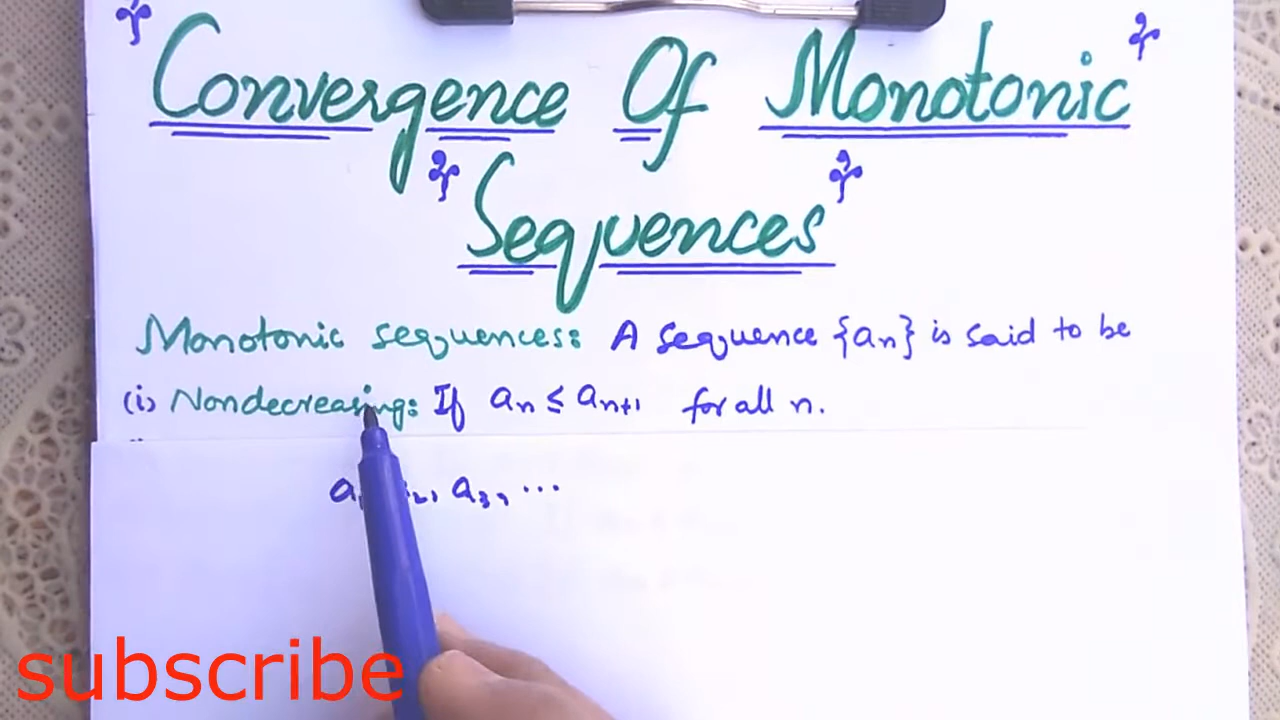 Convergence Of Monotonic
Sequences
Monotonic sequences: A sequence {aₙ} is said to be
(i) Nondecreasing: If aₙ ≤ aₙ₊₁ for all n.
a₃, ...
subscribe